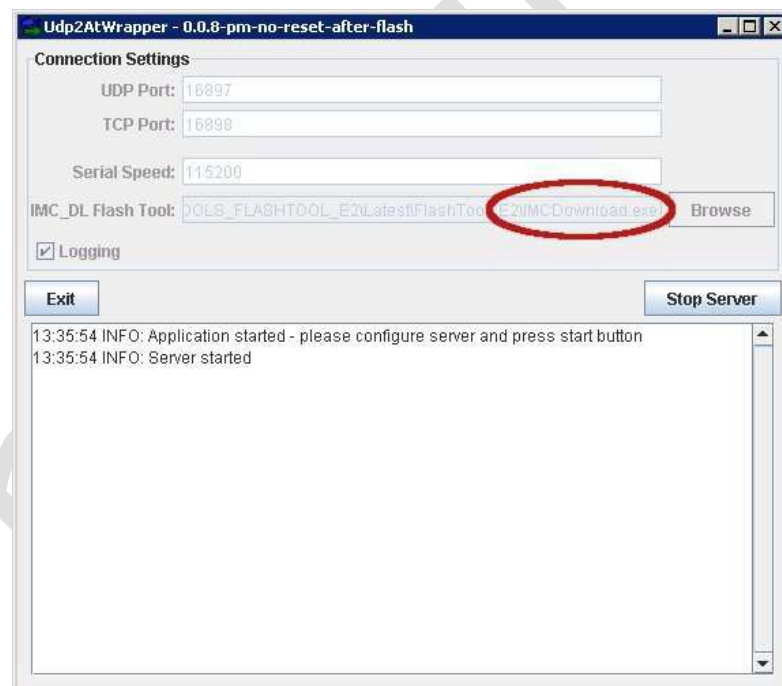 Udp2AtWrapper - 0.0.8-pm-no-reset-after-flash
Connection Settings
UDP Port: 16897
TCP Port: 16898
Serial Speed: 115200
IMC_DL Flash Tool: OOLS_FLASHTOOL_E2\Latest\FlashTool_E2\IMCDownload.exe Browse
Logging
Exit Stop Server
13:35:54 INFO: Application started - please configure server and press start button
13:35:54 INFO: Server started